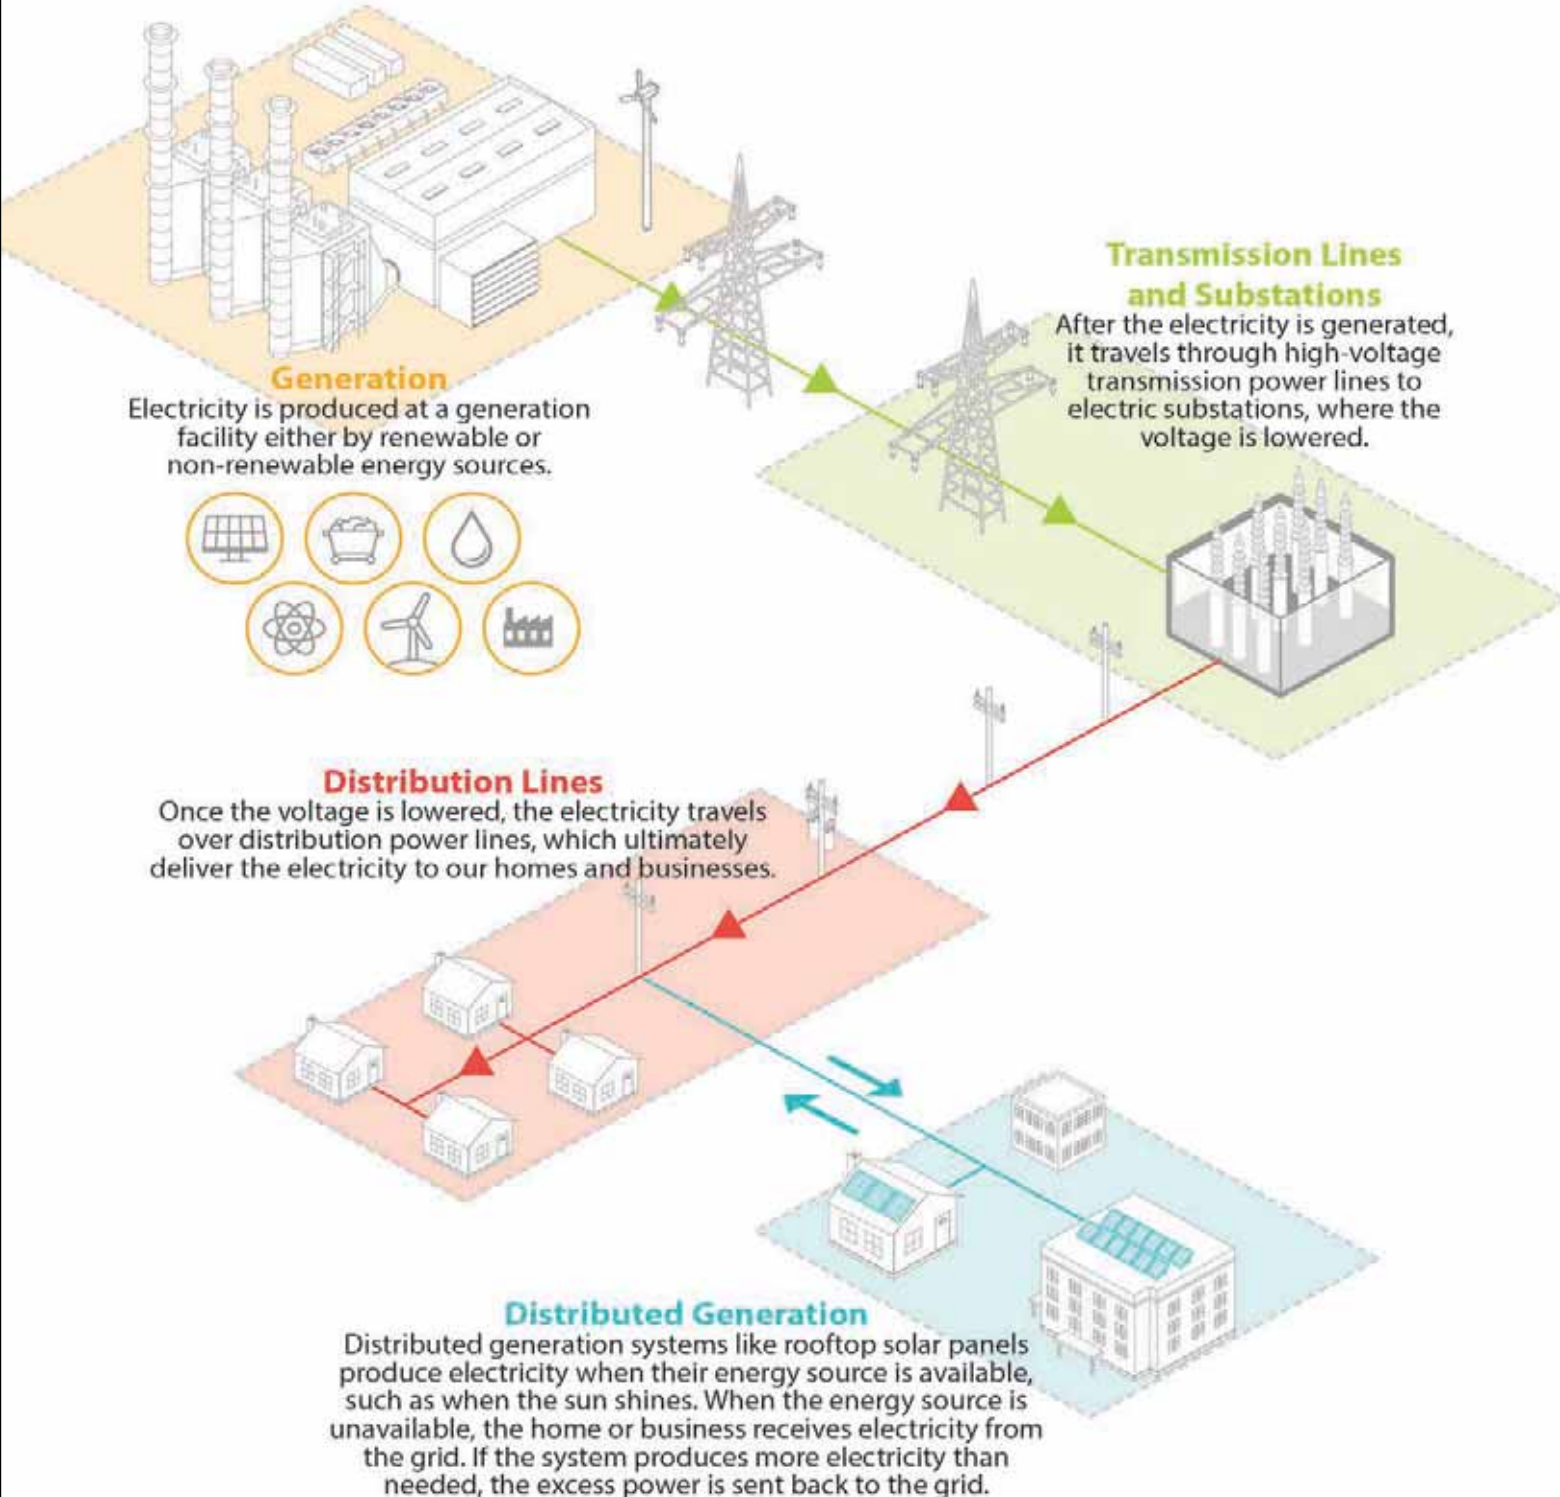 Generation
Electricity is produced at a generation
facility either by renewable or
non-renewable energy sources.
Transmission Lines
and Substations
After the electricity is generated,
it travels through high-voltage
transmission power lines to
electric substations, where the
voltage is lowered.
Distribution Lines
Once the voltage is lowered, the electricity travels
over distribution power lines, which ultimately
deliver the electricity to our homes and businesses.
Distributed Generation
Distributed generation systems like rooftop solar panels
produce electricity when their energy source is available,
such as when the sun shines. When the energy source is
unavailable, the home or business receives electricity from
the grid. If the system produces more electricity than
needed, the excess power is sent back to the grid.